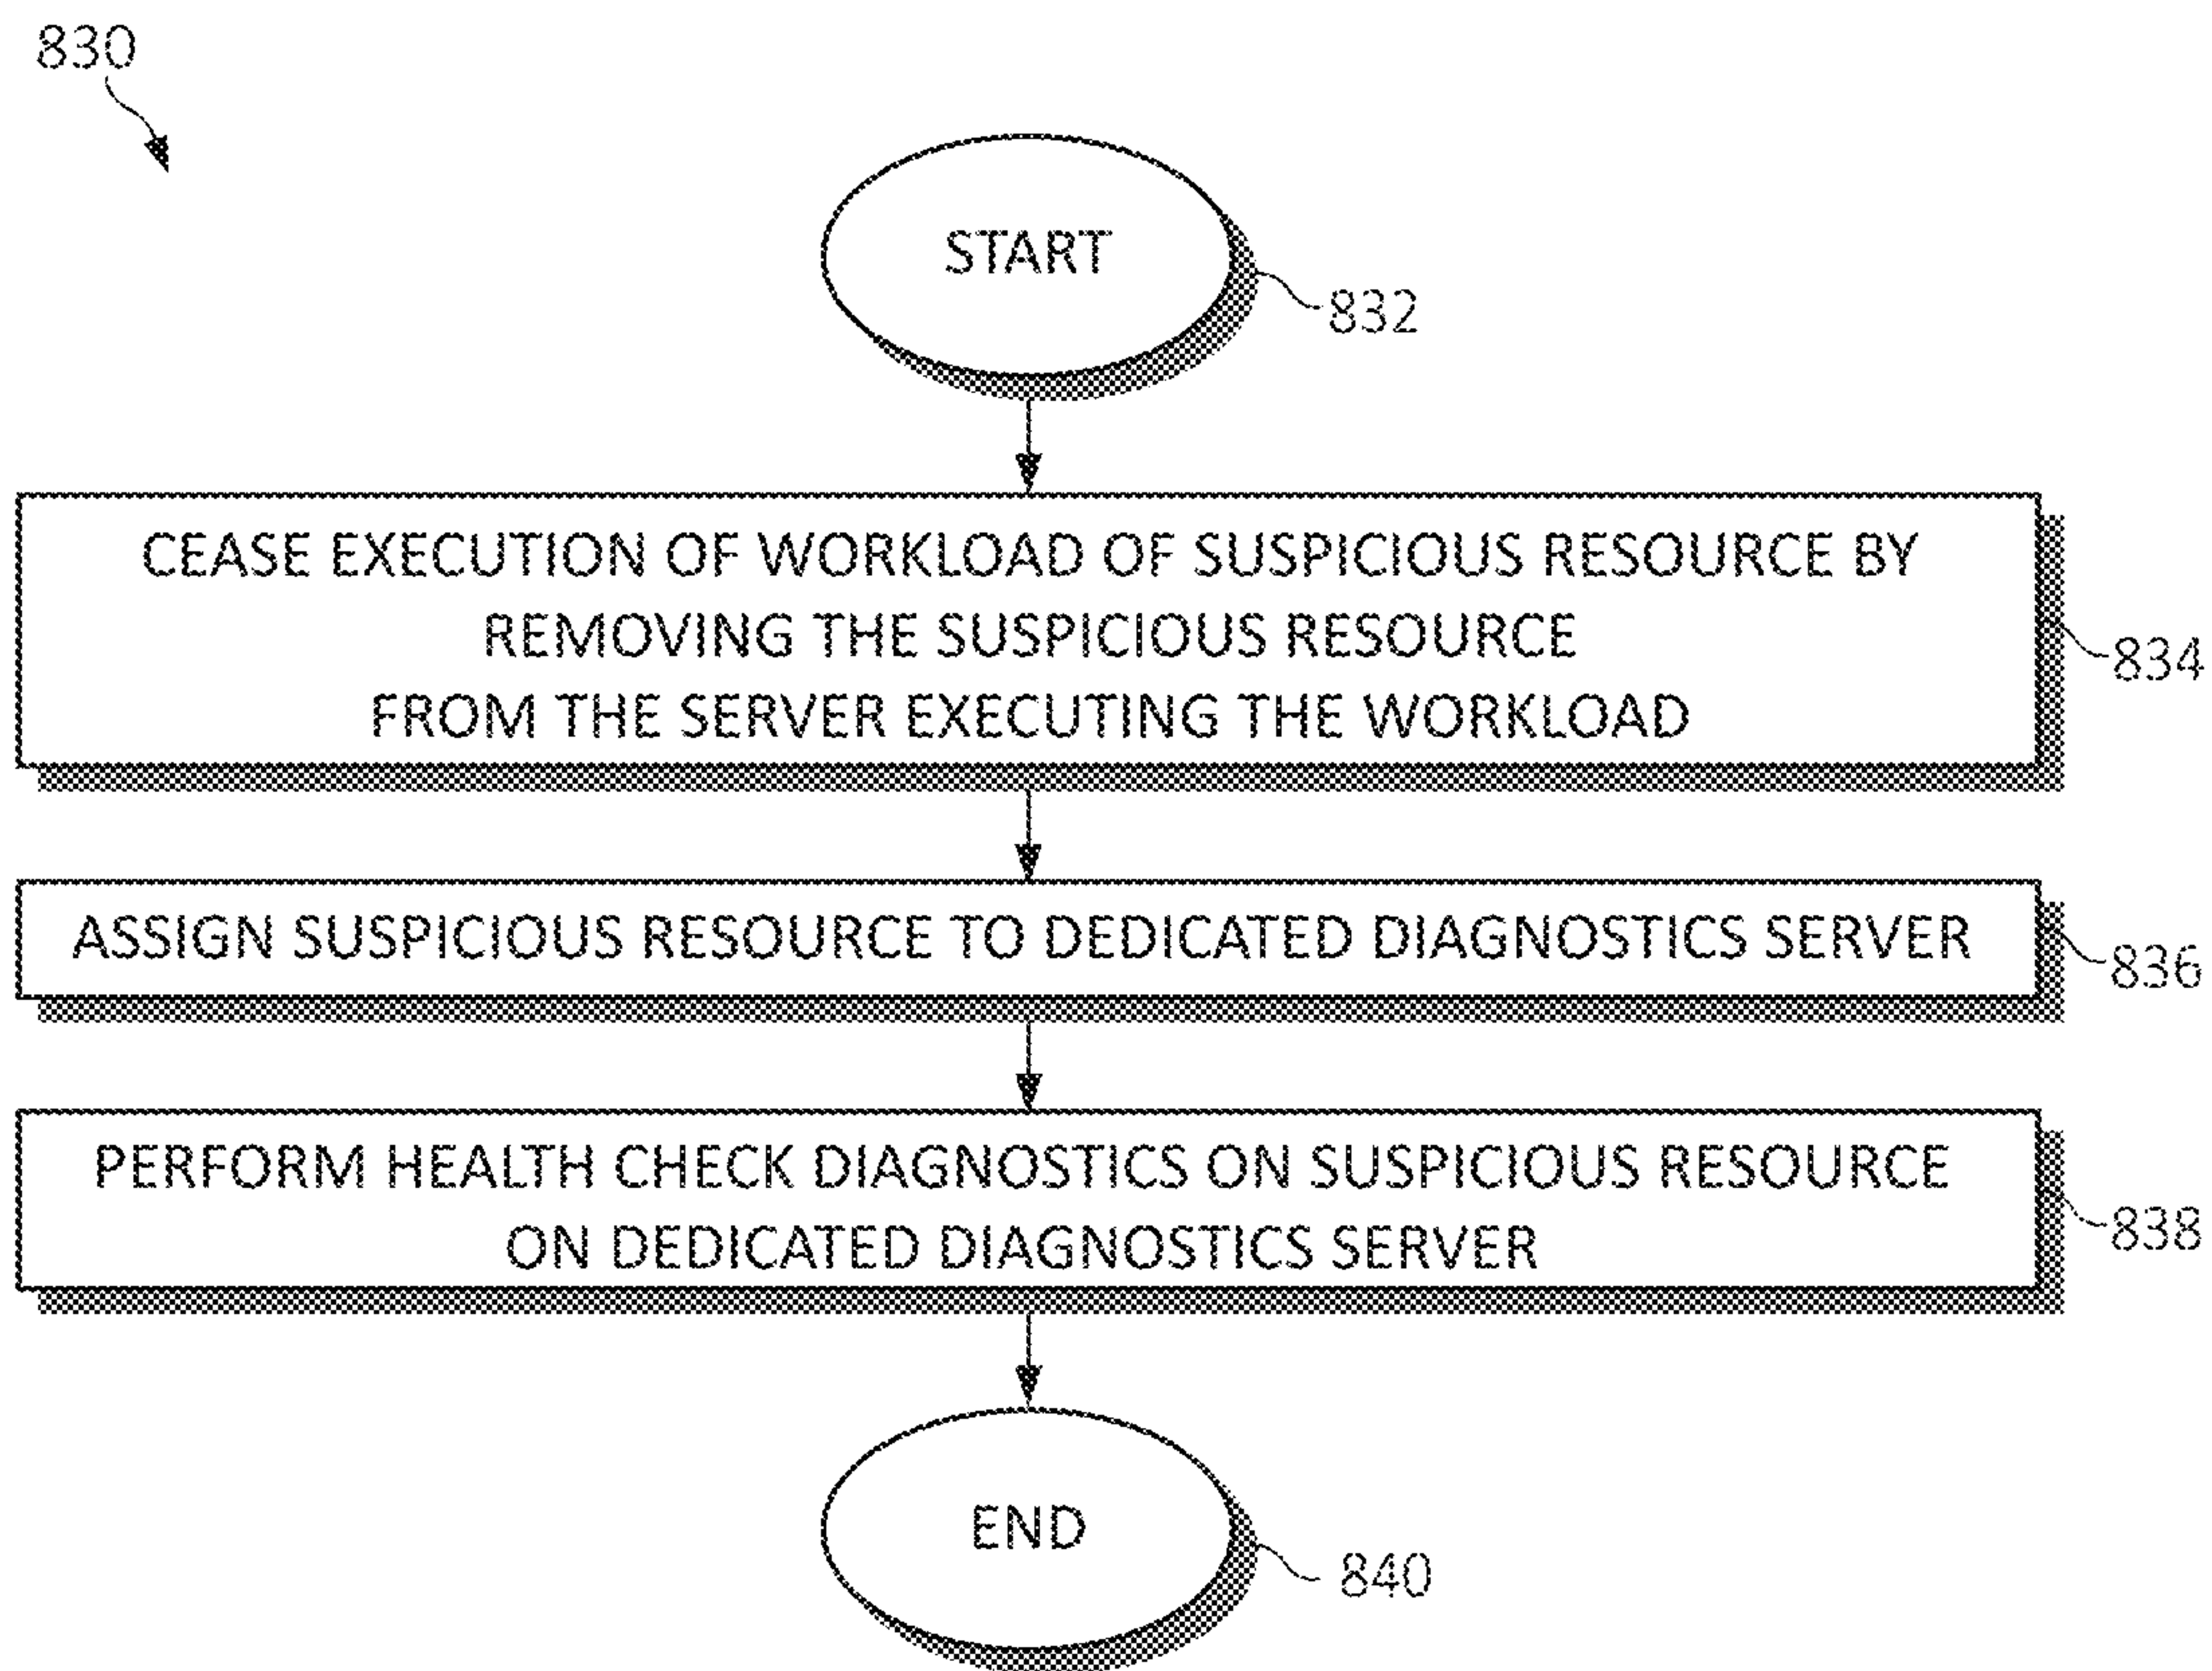 830
START
832
CEASE EXECUTION OF WORKLOAD OF SUSPICIOUS RESOURCE BY
REMOVING THE SUSPICIOUS RESOURCE
FROM THE SERVER EXECUTING THE WORKLOAD
834
ASSIGN SUSPICIOUS RESOURCE TO DEDICATED DIAGNOSTICS SERVER
836
PERFORM HEALTH CHECK DIAGNOSTICS ON SUSPICIOUS RESOURCE
ON DEDICATED DIAGNOSTICS SERVER
838
END
840